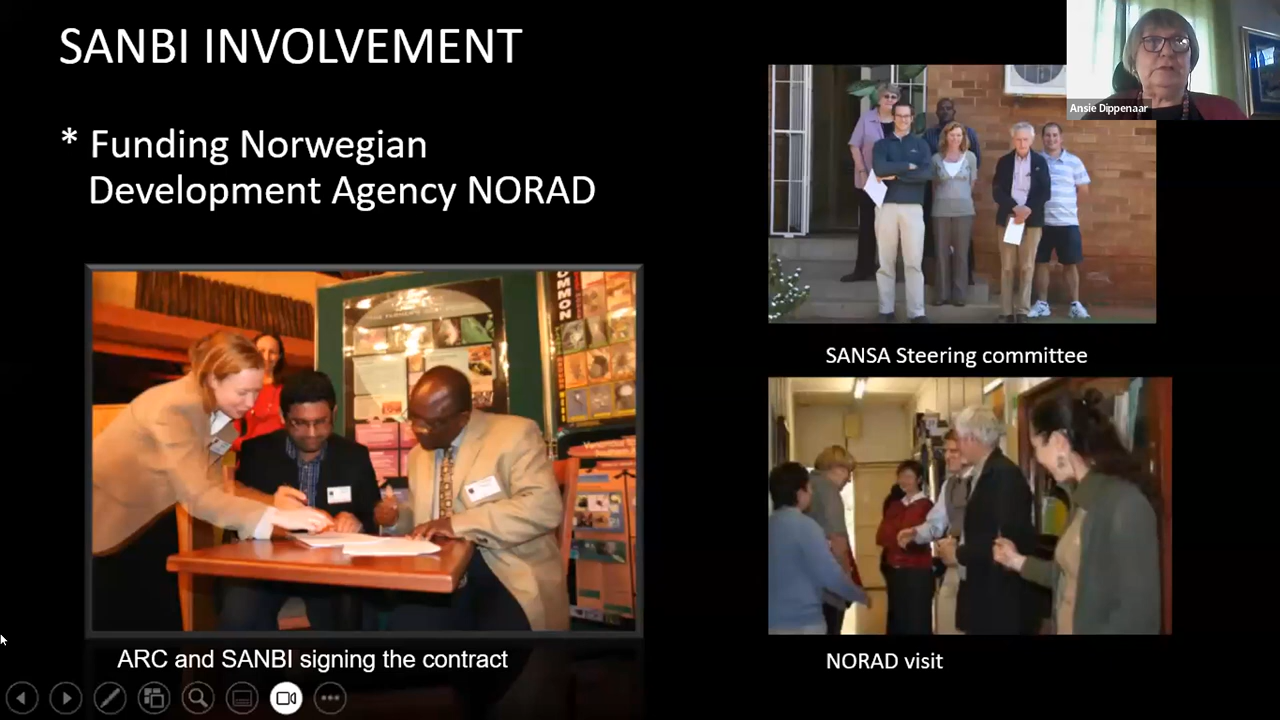 SANBI INVOLVEMENT
* Funding Norwegian
Development Agency NORAD
Ansie Dippenaar
SANSA Steering committee
COMMON
ARC and SANBI signing the contract
NORAD visit